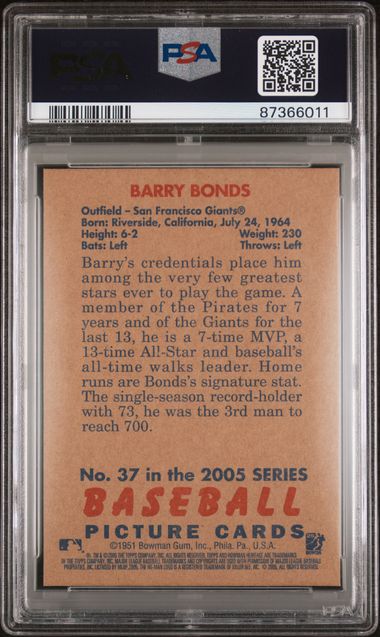 PSA
PSA
87366011
BARRY BONDS
Outfield – San Francisco Giants®
Born: Riverside, California, July 24, 1964
Height: 6-2 Weight: 230
Bats: Left Throws: Left
Barry's credentials place him
among the very few greatest
stars ever to play the game. A
member of the Pirates for 7
years and of the Giants for the
last 13, he is a 7-time MVP, a
13-time All-Star and baseball's
all-time walks leader. Home
runs are Bonds's signature stat.
The single-season record-holder
with 73, he was the 3rd man to
reach 700.
No. 37 in the 2005 SERIES
BASEBALL
PICTURE CARDS
©1951 Bowman Gum, Inc., Phila. Pa., U.S.A.
PSA